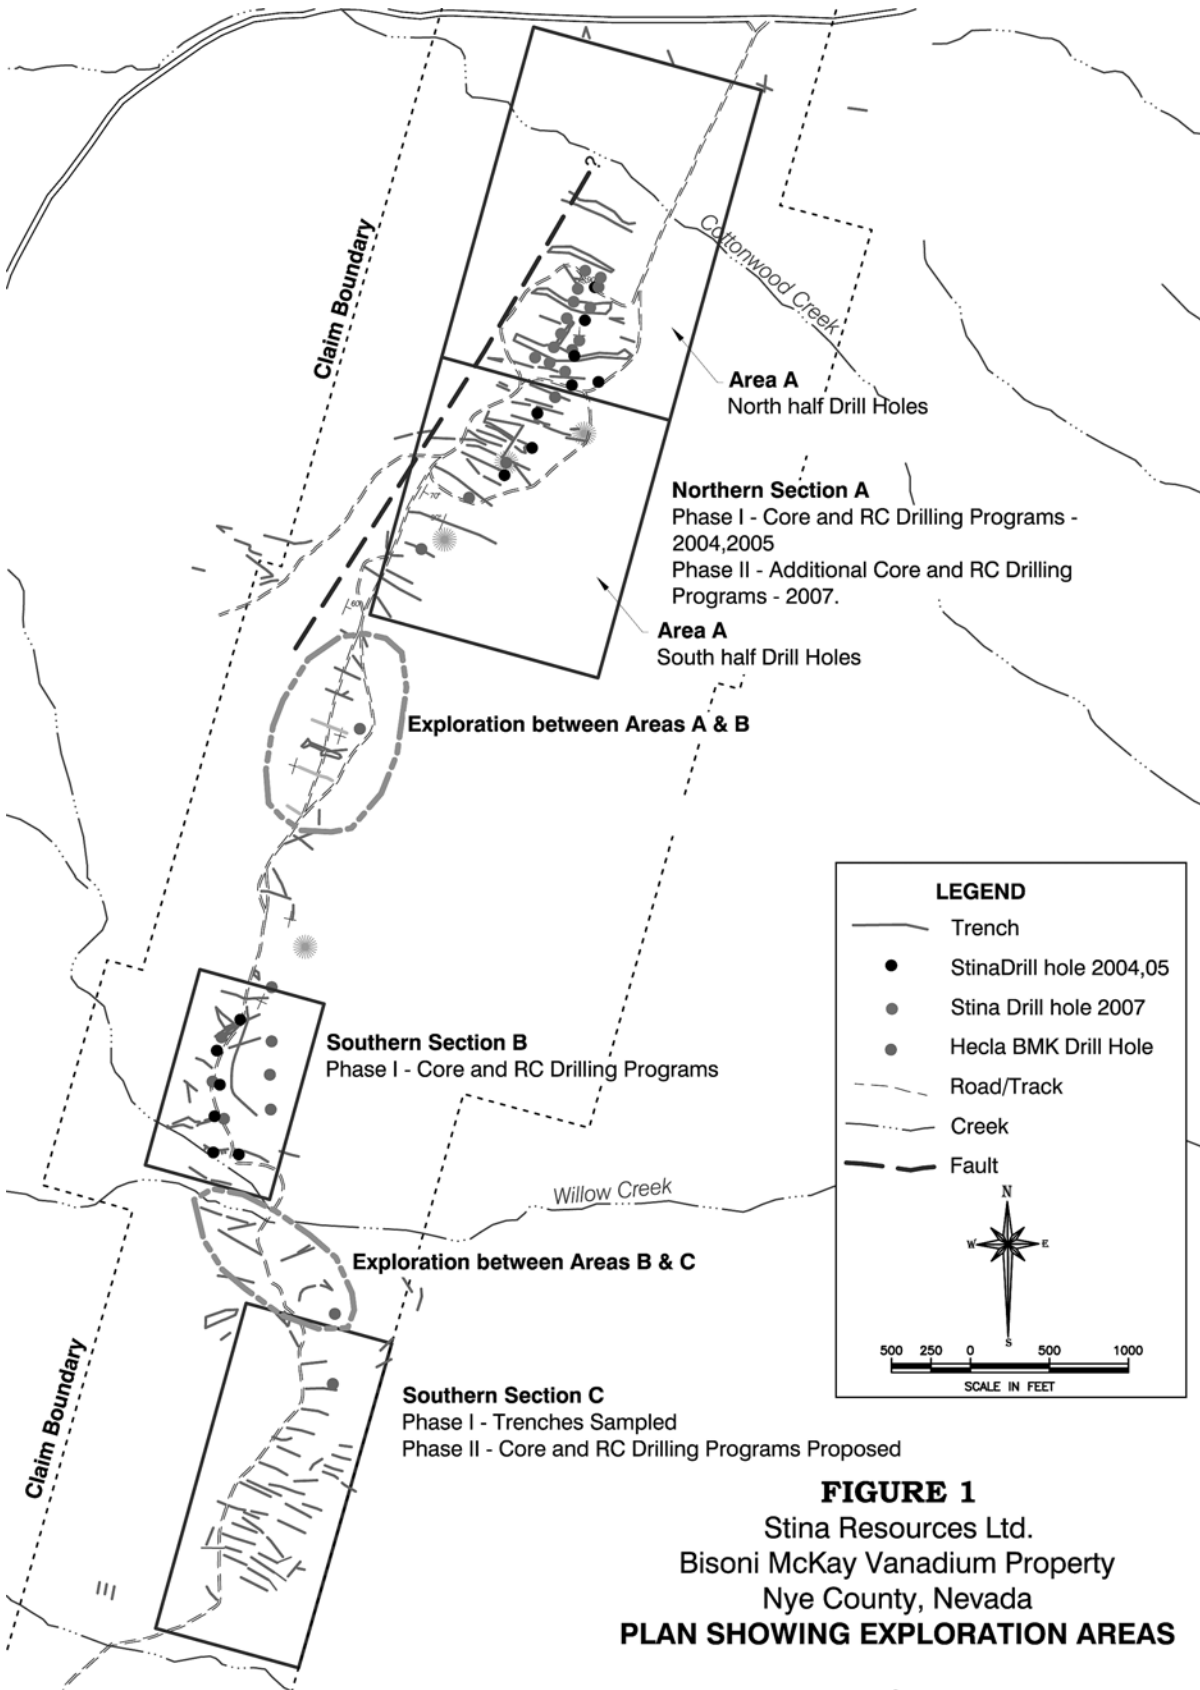 ?
Claim Boundary
Cottonwood Creek
Area A
North half Drill Holes
Northern Section A
Phase I - Core and RC Drilling Programs -
2004,2005
Phase II - Additional Core and RC Drilling
Programs - 2007.
Area A
South half Drill Holes
Exploration between Areas A & B
LEGEND
Trench
StinaDrill hole 2004,05
Stina Drill hole 2007
Hecla BMK Drill Hole
Road/Track
Creek
Fault
N
W E
S
500 250 0 500 1000
SCALE IN FEET
Southern Section B
Phase I - Core and RC Drilling Programs
Willow Creek
Exploration between Areas B & C
Claim Boundary
Southern Section C
Phase I - Trenches Sampled
Phase II - Core and RC Drilling Programs Proposed
FIGURE 1
Stina Resources Ltd.
Bisoni McKay Vanadium Property
Nye County, Nevada
PLAN SHOWING EXPLORATION AREAS